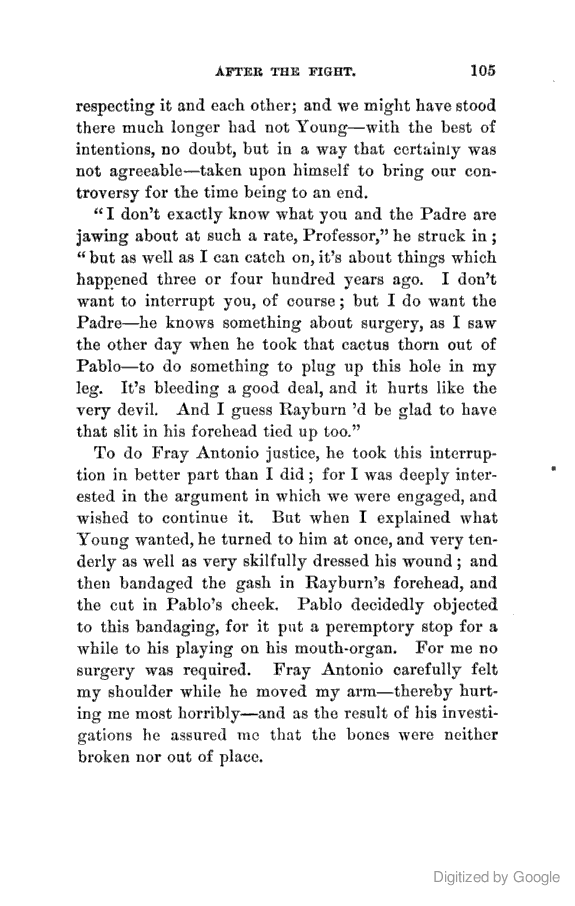 AFTER THE FIGHT. 105
respecting it and each other; and we might have stood
there much longer had not Young—with the best of
intentions, no doubt, but in a way that certainly was
not agreeable—taken upon himself to bring our con-
troversy for the time being to an end.
“I don’t exactly know what you and the Padre are
jawing about at such a rate, Professor,” he struck in;
“but as well as I can catch on, it’s about things which
happened three or four hundred years ago. I don’t
want to interrupt you, of course; but I do want the
Padre—he knows something about surgery, as I saw
the other day when he took that cactus thorn out of
Pablo—to do something to plug up this hole in my
leg. It’s bleeding a good deal, and it hurts like the
very devil. And I guess Rayburn ’d be glad to have
that slit in his forehead tied up too.”
To do Fray Antonio justice, he took this interrup-
tion in better part than I did; for I was deeply inter-
ested in the argument in which we were engaged, and
wished to continue it. But when I explained what
Young wanted, he turned to him at once, and very ten-
derly as well as very skilfully dressed his wound; and
then bandaged the gash in Rayburn’s forehead, and
the cut in Pablo’s cheek. Pablo decidedly objected
to this bandaging, for it put a peremptory stop for a
while to his playing on his mouth-organ. For me no
surgery was required. Fray Antonio carefully felt
my shoulder while he moved my arm—thereby hurt-
ing me most horribly—and as the result of his investi-
gations he assured me that the bones were neither
broken nor out of place.
Digitized by Google